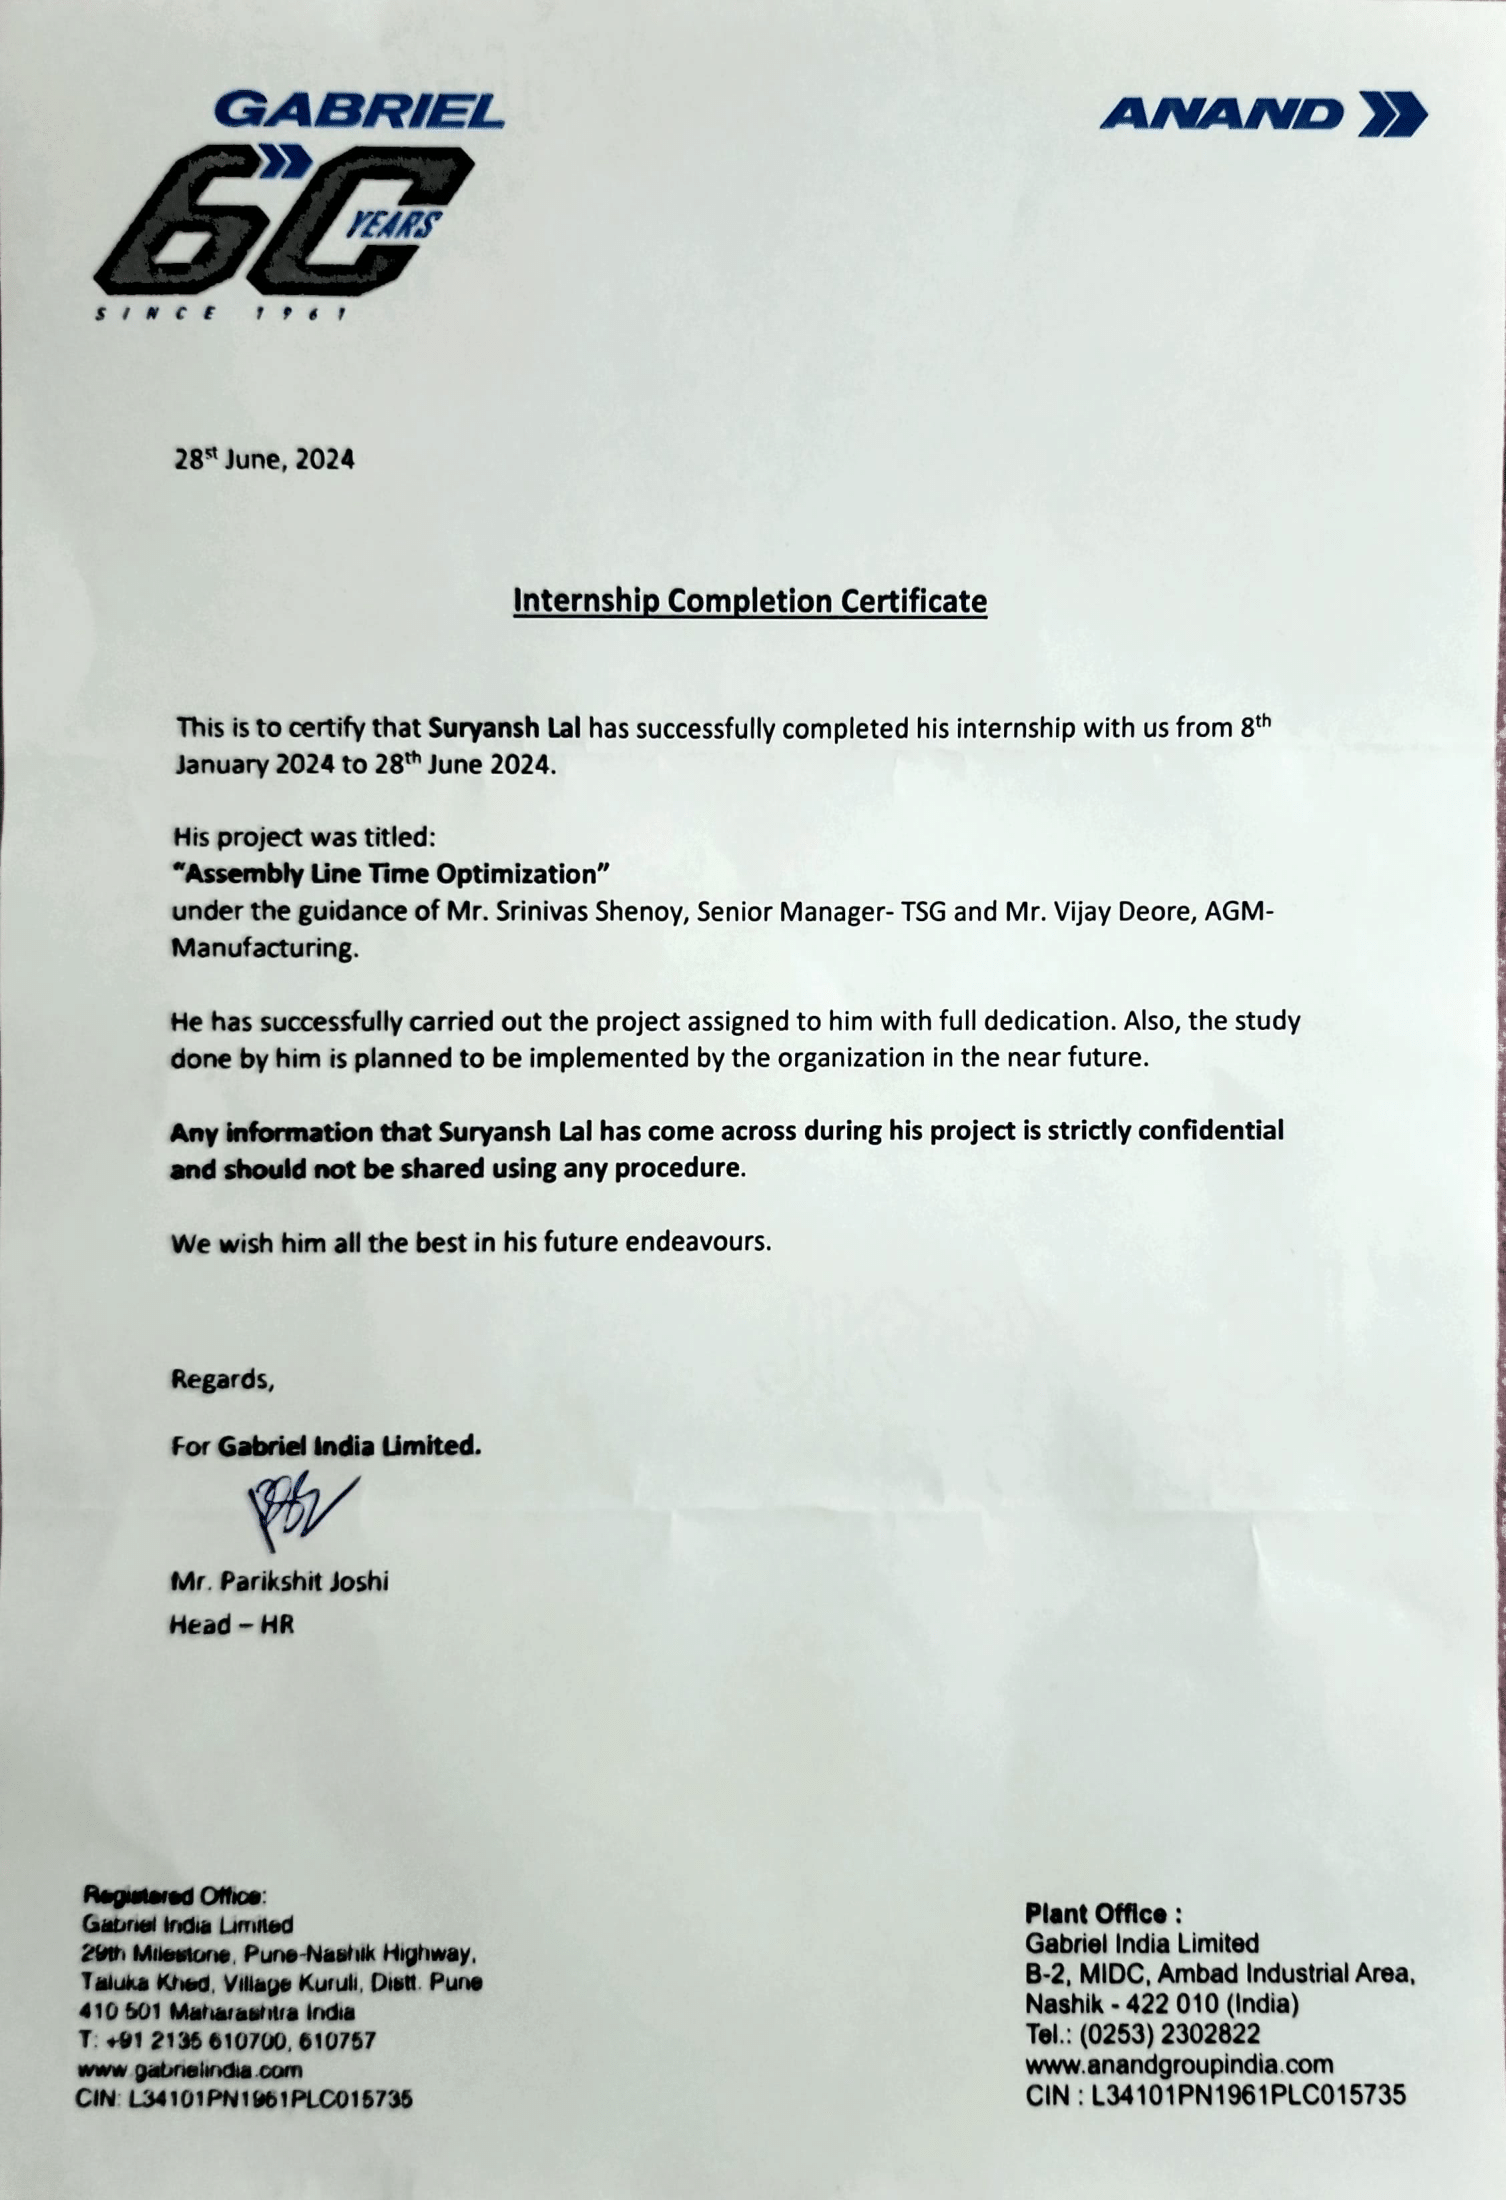 GABRIEL
ANAND
60 YEARS
SINCE 1961
28st June, 2024
Internship Completion Certificate
This is to certify that Suryansh Lal has successfully completed his internship with us from 8th
January 2024 to 28th June 2024.
His project was titled:
“Assembly Line Time Optimization”
under the guidance of Mr. Srinivas Shenoy, Senior Manager- TSG and Mr. Vijay Deore, AGM-
Manufacturing.
He has successfully carried out the project assigned to him with full dedication. Also, the study
done by him is planned to be implemented by the organization in the near future.
Any information that Suryansh Lal has come across during his project is strictly confidential
and should not be shared using any procedure.
We wish him all the best in his future endeavours.
Regards,
For Gabriel India Limited.
Mr. Parikshit Joshi
Head – HR
Registered Office:
Gabriel India Limited
29th Milestone, Pune-Nashik Highway,
Taluka Khed, Village Kuruli, Distt. Pune
410 501 Maharashtra India
T: +91 2135 610700, 610757
www.gabrielindia.com
CIN: L34101PN1961PLC015735
Plant Office :
Gabriel India Limited
B-2, MIDC, Ambad Industrial Area,
Nashik - 422 010 (India)
Tel.: (0253) 2302822
www.anandgroupindia.com
CIN : L34101PN1961PLC015735